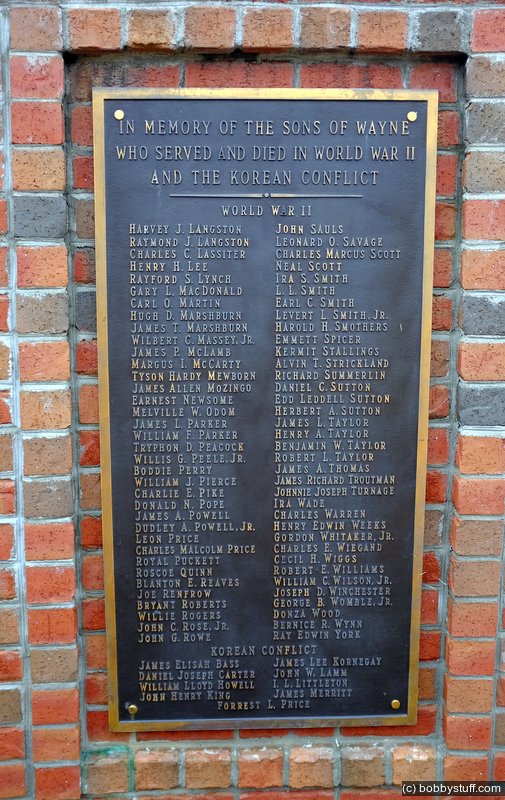 IN MEMORY OF THE SONS OF WAYNE
WHO SERVED AND DIED IN WORLD WAR II
AND THE KOREAN CONFLICT
WORLD WAR II
HARVEY J. LANGSTON
RAYMOND J. LANGSTON
CHARLES C. LASSITER
HENRY H. LEE
RAYFORD S. LYNCH
GARY L. MACDONALD
CARL O. MARTIN
HUGH D. MARSHBURN
JAMES T. MARSHBURN
WILBERT C. MASSEY, JR.
JAMES P. MCLAMB
MARGUS I. MCCARTY
TYSON HARDY MEWBORN
JAMES ALLEN MOZINGO
EARNEST NEWSOME
MELVILLE W. ODOM
JAMES L. PARKER
WILLIAM F. PARKER
TRYPHON D. PEACOCK
WILLIS G. PEELE, JR.
BODDIE PERRY
WILLIAM J. PIERCE
CHARLIE E. PIKE
DONALD N. POPE
JAMES A. POWELL
DUDLEY A. POWELL, JR.
LEON PRICE
CHARLES MALCOLM PRICE
ROYAL PUCKETT
ROSCOE QUINN
BLANTON E. REAVES
JOE RENFROW
BRYANT ROBERTS
WILLIE ROGERS
JOHN C. ROSE, JR.
JOHN G. ROWE
JOHN SAULS
LEONARD O. SAVAGE
CHARLES MARCUS SCOTT
NEAL SCOTT
IRA S. SMITH
L. L. SMITH
EARL C. SMITH
LEVERT L. SMITH, JR.
HAROLD H. SMOTHERS
EMMETT SPICER
KERMIT STALLINGS
ALVIN T. STRICKLAND
RICHARD SUMMERLIN
DANIEL C. SUTTON
EDD LEDDELL SUTTON
HERBERT A. SUTTON
JAMES L. TAYLOR
HENRY A. TAYLOR
BENJAMIN W. TAYLOR
ROBERT L. TAYLOR
JAMES A. THOMAS
JAMES RICHARD TROUTMAN
JOHNNIE JOSEPH TURNAGE
IRA WADE
CHARLES WARREN
HENRY EDWIN WEEKS
GORDON WHITAKER, JR.
CHARLES E. WIEGAND
CECIL H. WIGGS
ROBERT E. WILLIAMS
WILLIAM C. WILSON, JR.
JOSEPH D. WINCHESTER
GEORGE B. WOMBLE, JR.
DONZA WOOD
BERNICE R. WYNN
RAY EDWIN YORK
KOREAN CONFLICT
JAMES ELISAH BASS
DANIEL JOSEPH CARTER
WILLIAM LLOYD HOWELL
JOHN HENRY KING
JAMES LEE KORNEGAY
JOHN W. LAMM
I. L. LITTLETON
JAMES MERRITT
FORREST L. PRICE
(c) bobbystuff.com